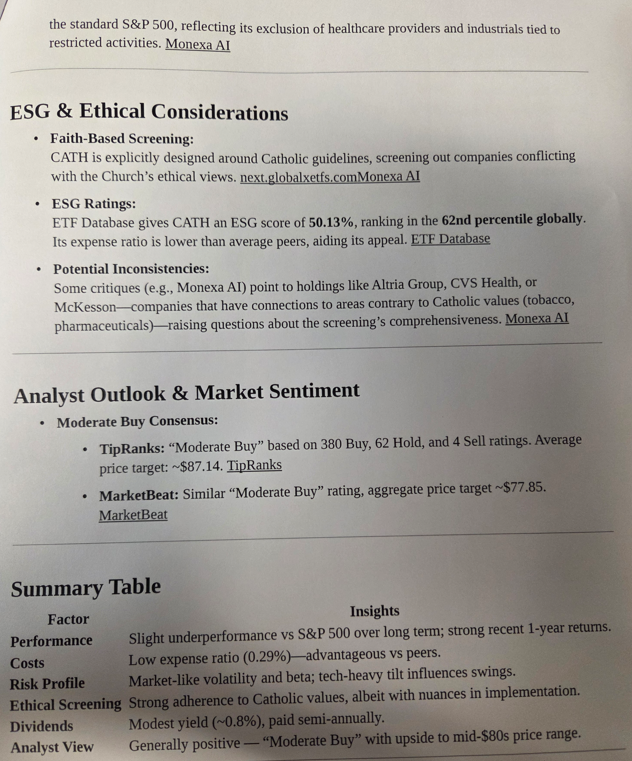 the standard S&P 500, reflecting its exclusion of healthcare providers and industrials tied to
restricted activities. Monexa AI
ESG & Ethical Considerations
• Faith-Based Screening:
CATH is explicitly designed around Catholic guidelines, screening out companies conflicting
with the Church's ethical views. next.globalxetfs.comMonexa AI
• ESG Ratings:
ETF Database gives CATH an ESG score of 50.13%, ranking in the 62nd percentile globally.
Its expense ratio is lower than average peers, aiding its appeal. ETF Database
• Potential Inconsistencies:
Some critiques (e.g., Monexa AI) point to holdings like Altria Group, CVS Health, or
McKesson—companies that have connections to areas contrary to Catholic values (tobacco,
pharmaceuticals)—raising questions about the screening's comprehensiveness. Monexa AI
Analyst Outlook & Market Sentiment
• Moderate Buy Consensus:
• TipRanks: "Moderate Buy" based on 380 Buy, 62 Hold, and 4 Sell ratings. Average
price target: ~$87.14. TipRanks
• MarketBeat: Similar "Moderate Buy" rating, aggregate price target ~$77.85.
MarketBeat
Summary Table
Factor Insights
Performance Slight underperformance vs S&P 500 over long term; strong recent 1-year returns.
Costs Low expense ratio (0.29%)—advantageous vs peers.
Risk Profile Market-like volatility and beta; tech-heavy tilt influences swings.
Ethical Screening Strong adherence to Catholic values, albeit with nuances in implementation.
Dividends Modest yield (~0.8%), paid semi-annually.
Analyst View Generally positive — "Moderate Buy" with upside to mid-$80s price range.